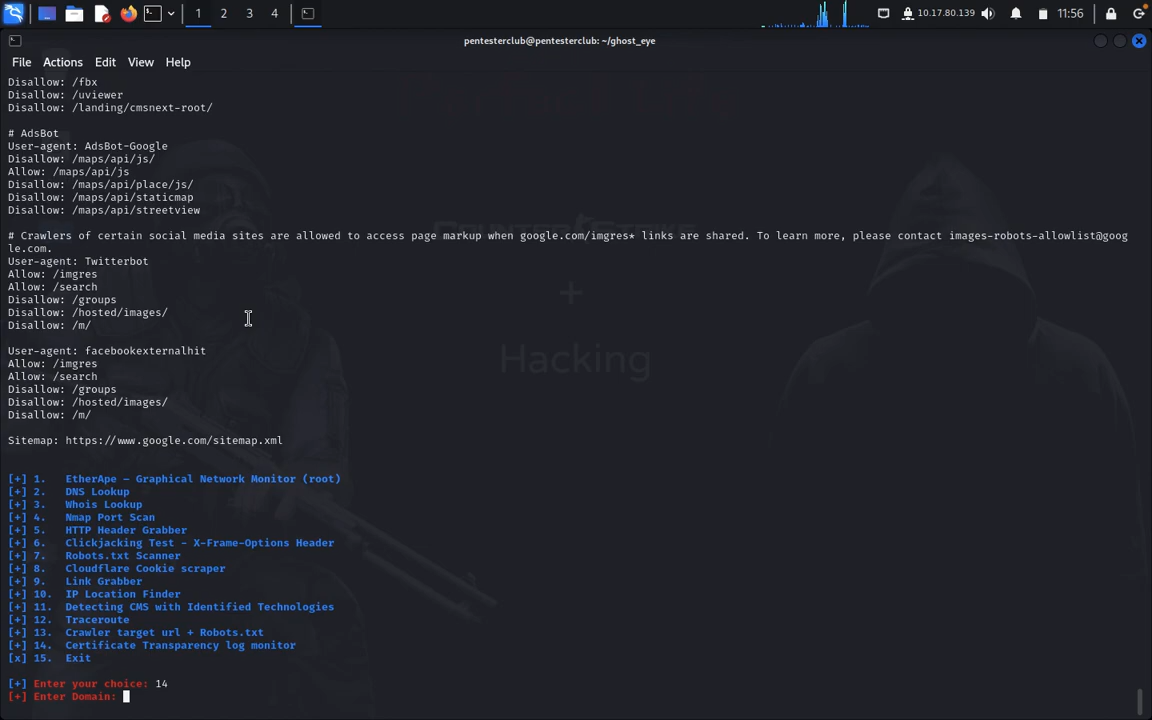 1
2
3
4
10.17.80.139
11:56
pentesterclub@pentesterclub: ~/ghost_eye
File Actions Edit View Help
Disallow: /fbx
Disallow: /uviewer
Disallow: /landing/cmsnext-root/
# AdsBot
User-agent: AdsBot-Google
Disallow: /maps/api/js/
Allow: /maps/api/js
Disallow: /maps/api/place/js/
Disallow: /maps/api/staticmap
Disallow: /maps/api/streetview
# Crawlers of certain social media sites are allowed to access page markup when google.com/imgres* links are shared. To learn more, please contact images-robots-allowlist@goog
le.com.
User-agent: Twitterbot
Allow: /imgres
Allow: /search
Disallow: /groups
Disallow: /hosted/images/
Disallow: /m/
User-agent: facebookexternalhit
Allow: /imgres
Allow: /search
Disallow: /groups
Disallow: /hosted/images/
Disallow: /m/
Sitemap: https://www.google.com/sitemap.xml
+
Hacking
[+] 1. EtherApe – Graphical Network Monitor (root)
[+] 2. DNS Lookup
[+] 3. Whois Lookup
[+] 4. Nmap Port Scan
[+] 5. HTTP Header Grabber
[+] 6. Clickjacking Test - X-Frame-Options Header
[+] 7. Robots.txt Scanner
[+] 8. Cloudflare Cookie scraper
[+] 9. Link Grabber
[+] 10. IP Location Finder
[+] 11. Detecting CMS with Identified Technologies
[+] 12. Traceroute
[+] 13. Crawler target url + Robots.txt
[+] 14. Certificate Transparency log monitor
[x] 15. Exit
[+] Enter your choice: 14
[+] Enter Domain: